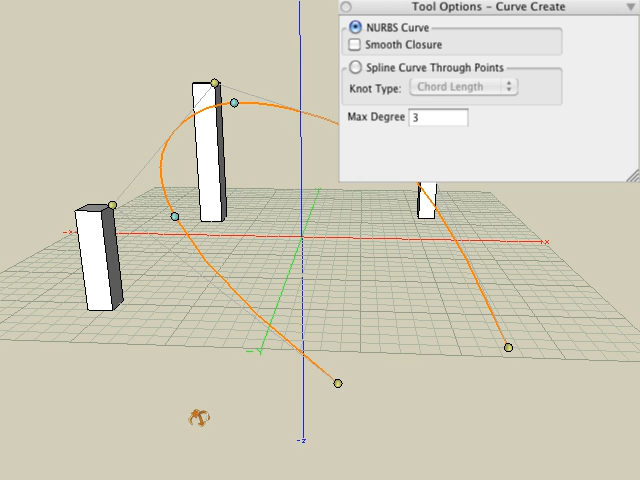 Tool Options - Curve Create
NURBS Curve
Smooth Closure
Spline Curve Through Points
Knot Type: Chord Length
Max Degree 3
-x
x
-Y
-z